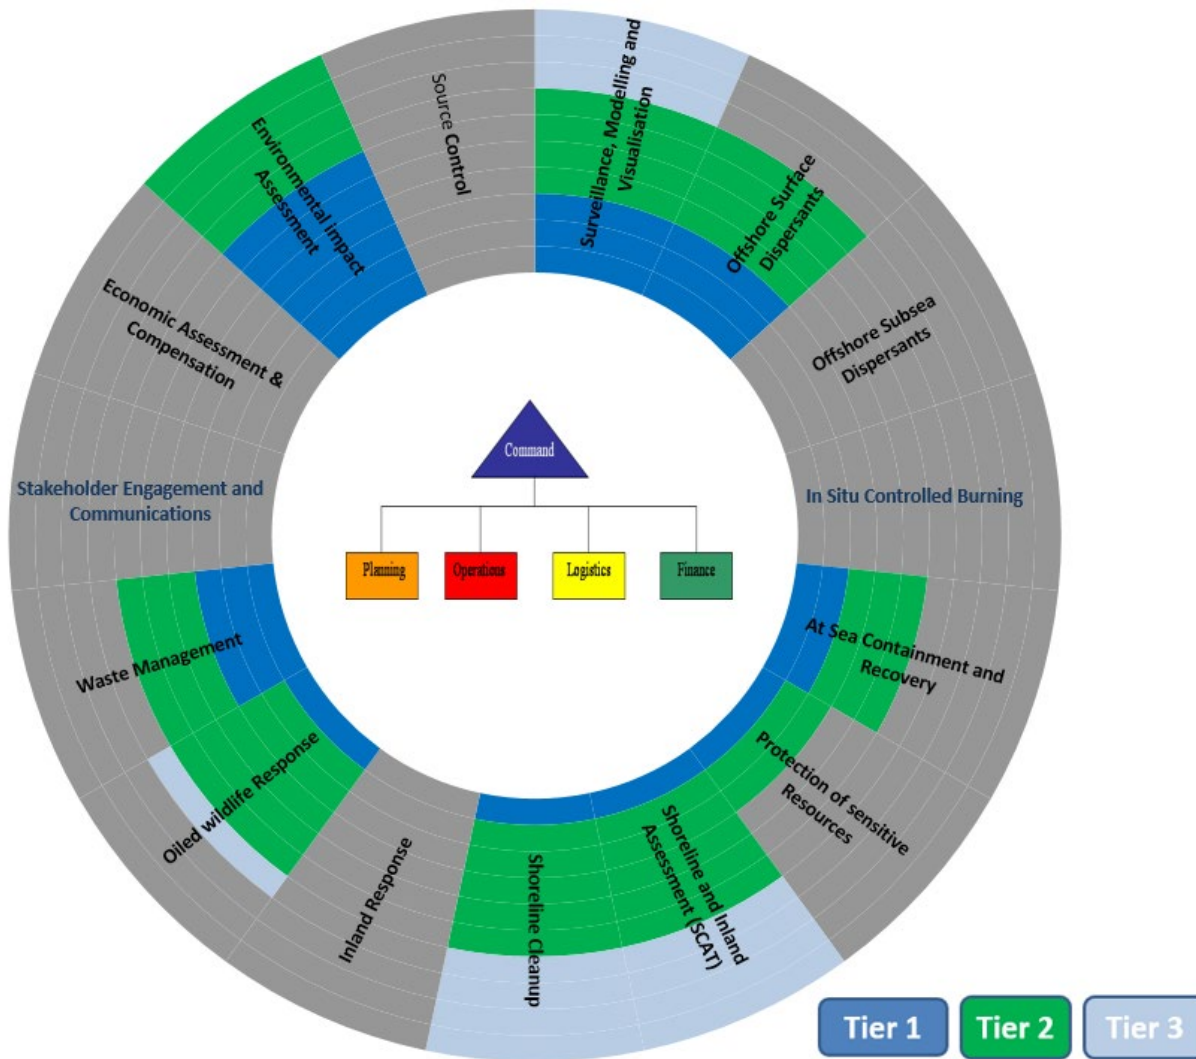 Source Control
Surveillance, Modelling and
Visualisation
Offshore Surface
Dispersants
Offshore Subsea
Dispersants
In Situ Controlled Burning
At Sea Containment and
Recovery
Protection of sensitive
Resources
Shoreline and Inland
Assessment (SCAT)
Shoreline Cleanup
Inland Response
Oiled wildlife Response
Waste Management
Stakeholder Engagement and
Communications
Economic Assessment &
Compensation
Environmental impact
Assessment
Command
Planning
Operations
Logistics
Finance
Tier 1
Tier 2
Tier 3